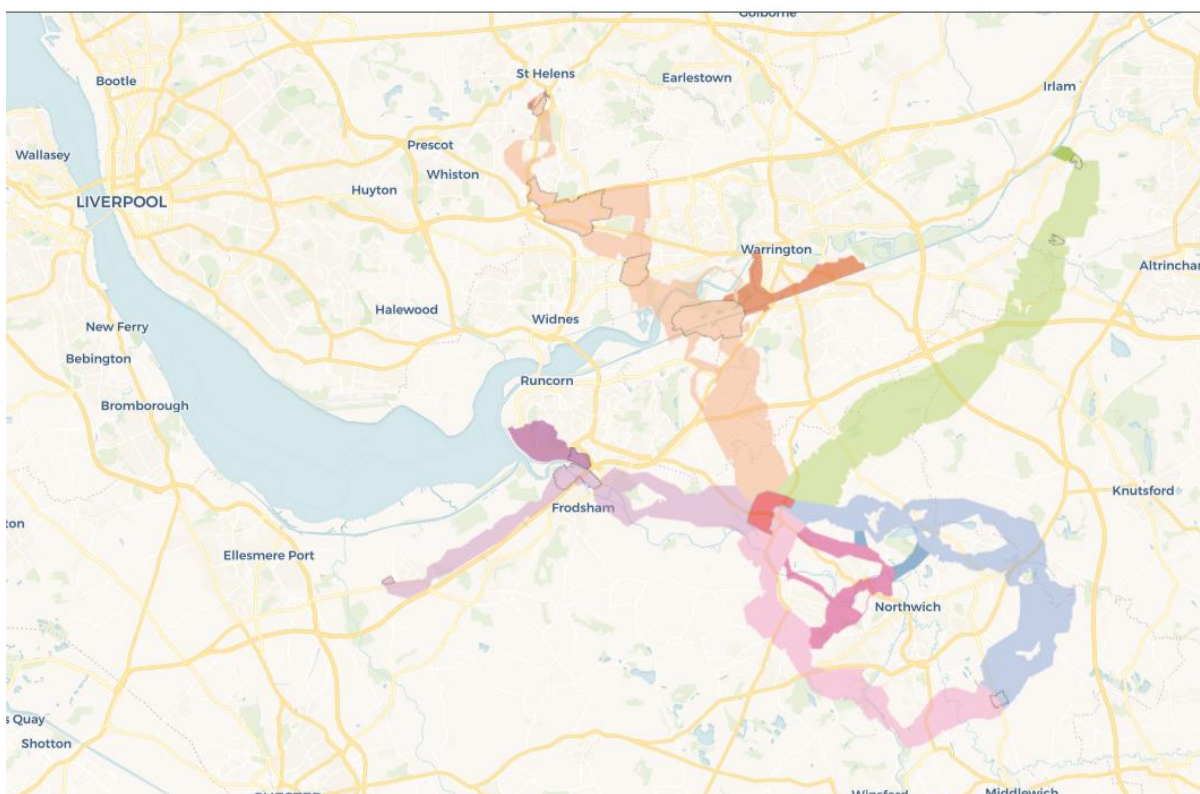 Golborne
St Helens
Earlestown
Bootle
Irlam
Prescot
Wallasey
Whiston
Huyton
LIVERPOOL
Warrington
Altrincham
Halewood
Widnes
New Ferry
Bebington
Runcorn
Bromborough
Knutsford
Frodsham
ton
Ellesmere Port
Northwich
s Quay
Shotton
Winsford
Middlewich
CHESTER